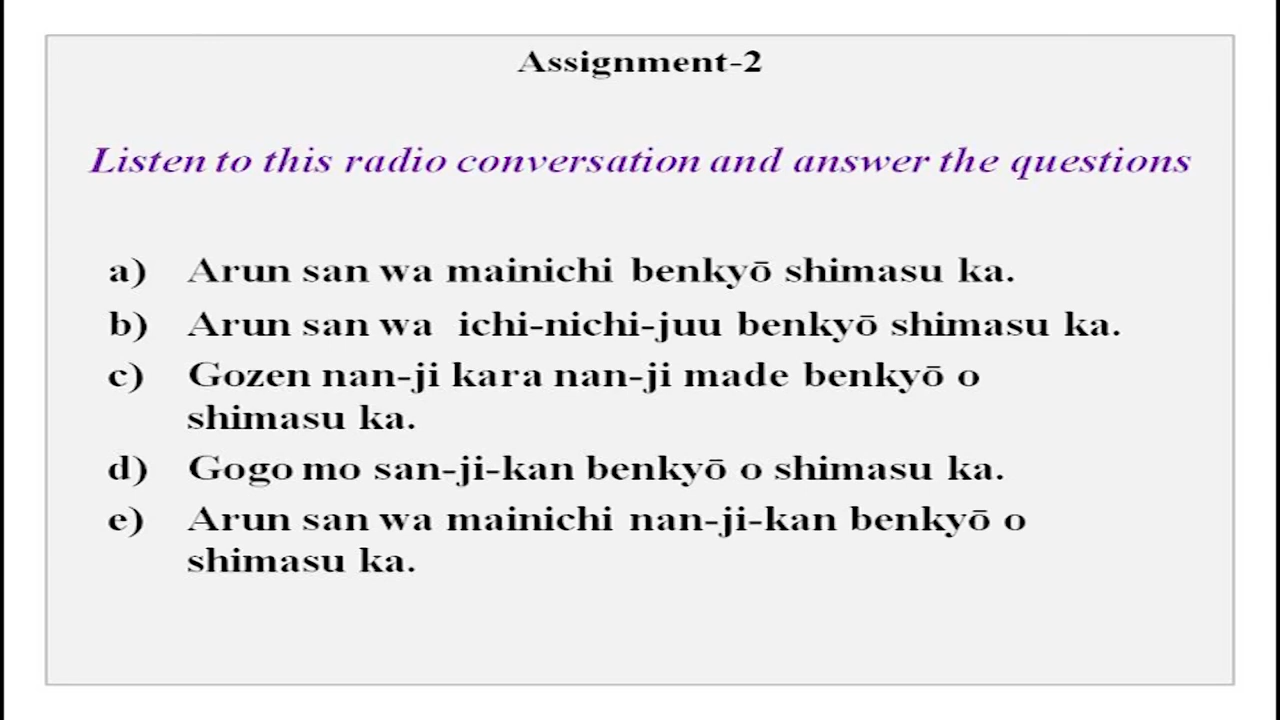 Assignment-2
Listen to this radio conversation and answer the questions
a) Arun san wa mainichi benkyō shimasu ka.
b) Arun san wa ichi-nichi-juu benkyō shimasu ka.
c) Gozen nan-ji kara nan-ji made benkyō o
shimasu ka.
d) Gogo mo san-ji-kan benkyō o shimasu ka.
e) Arun san wa mainichi nan-ji-kan benkyō o
shimasu ka.